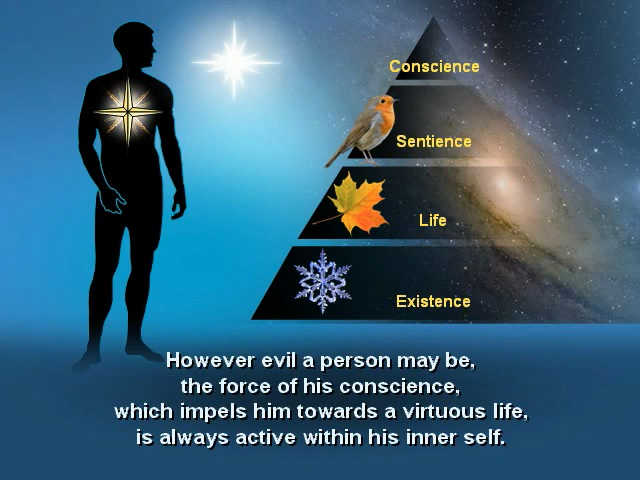 Conscience
Sentience
Life
Existence
However evil a person may be,
the force of his conscience,
which impels him towards a virtuous life,
is always active within his inner self.